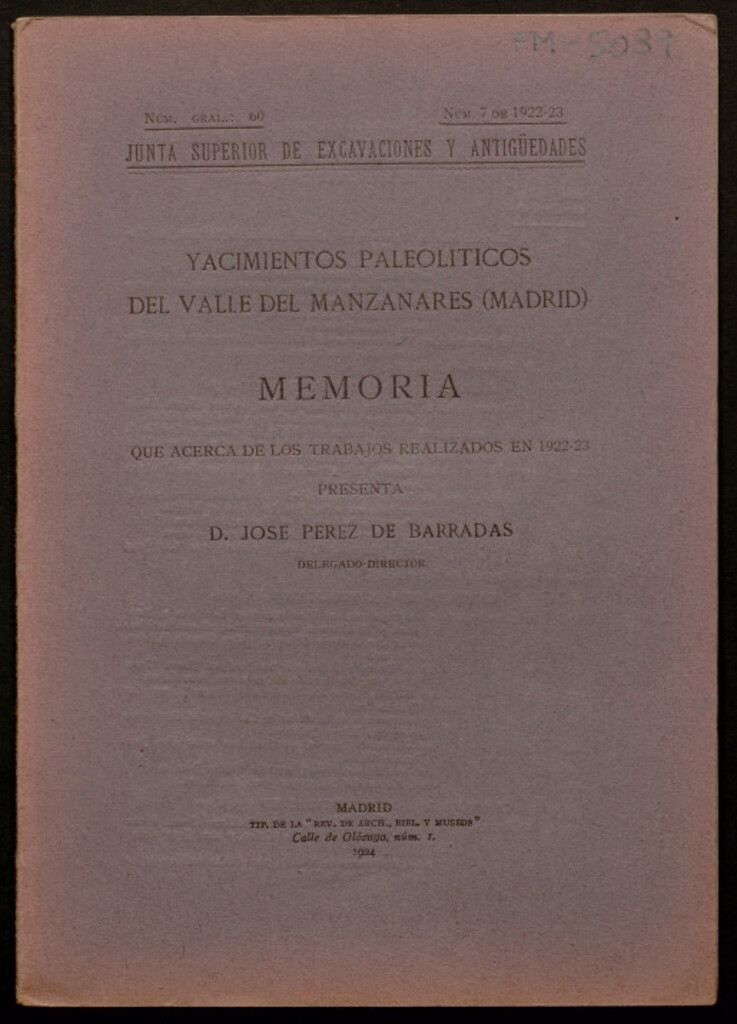 FM-5089
NÚM. GRAL.: 60
NÚM. 7 DE 1922-23
JUNTA SUPERIOR DE EXCAVACIONES Y ANTIGÜEDADES
YACIMIENTOS PALEOLITICOS
DEL VALLE DEL MANZANARES (MADRID)
MEMORIA
QUE ACERCA DE LOS TRABAJOS REALIZADOS EN 1922-23
PRESENTA
D. JOSE PEREZ DE BARRADAS
DELEGADO-DIRECTOR
MADRID
TIP. DE LA "REV. DE ARCH., BIBL. Y MUSEOS"
Calle de Olózaga, núm. 1.
1924